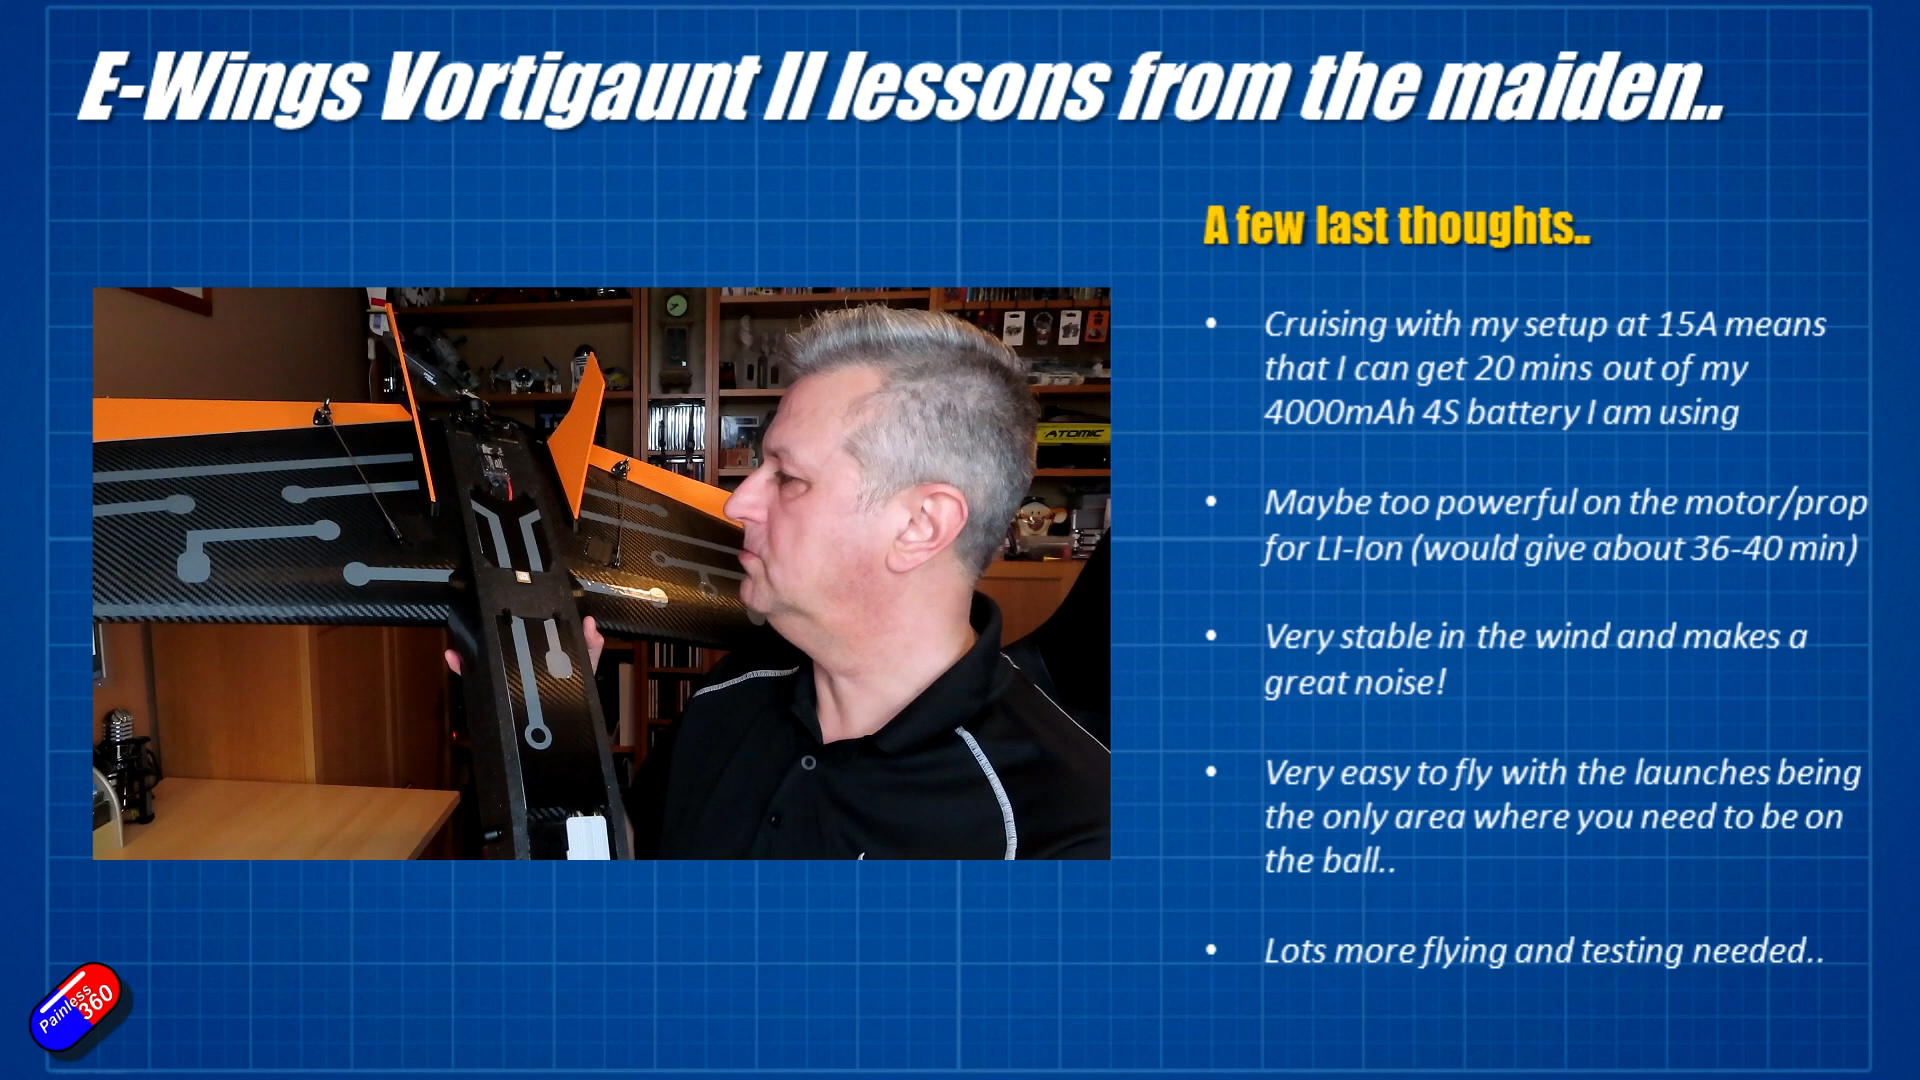 E-Wings Vortigaunt II lessons from the maiden..
A few last thoughts..
• Cruising with my setup at 15A means
that I can get 20 mins out of my
4000mAh 4S battery I am using
• Maybe too powerful on the motor/prop
for LI-Ion (would give about 36-40 min)
• Very stable in the wind and makes a
great noise!
• Very easy to fly with the launches being
the only area where you need to be on
the ball..
• Lots more flying and testing needed..
ATOMIC
Painless
360